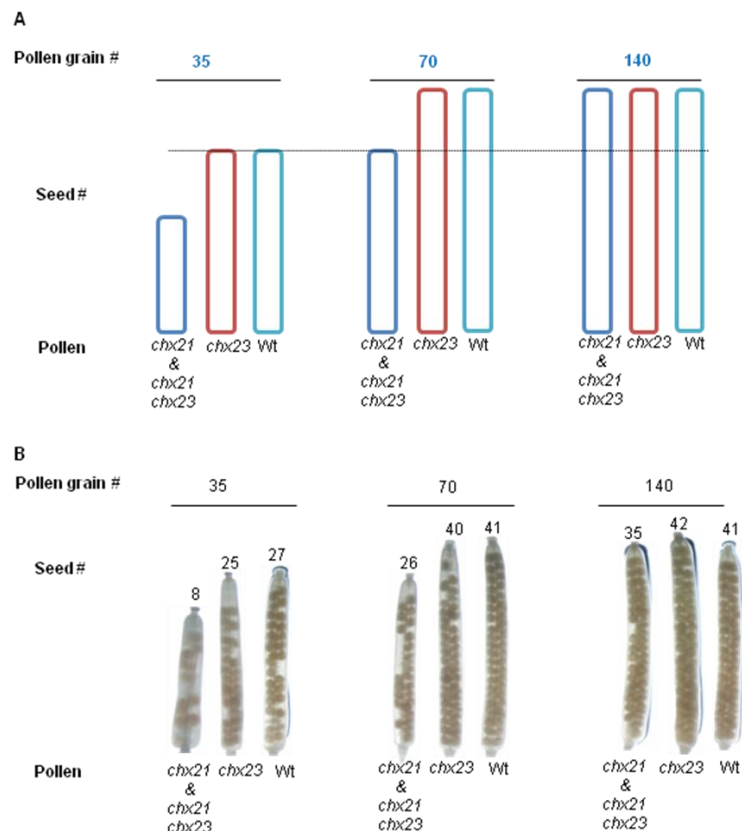 A
Pollen grain # 35 70 140
Seed #
Pollen chx21 chx23 Wt chx21 chx23 Wt chx21 chx23 Wt
& & &
chx21 chx21 chx21
chx23 chx23 chx23
B
Pollen grain # 35 70 140
Seed # 8 25 27 26 40 41 35 42 41
Pollen chx21 chx23 Wt chx21 chx23 Wt chx21 chx23 Wt
& & &
chx21 chx21 chx21
chx23 chx23 chx23